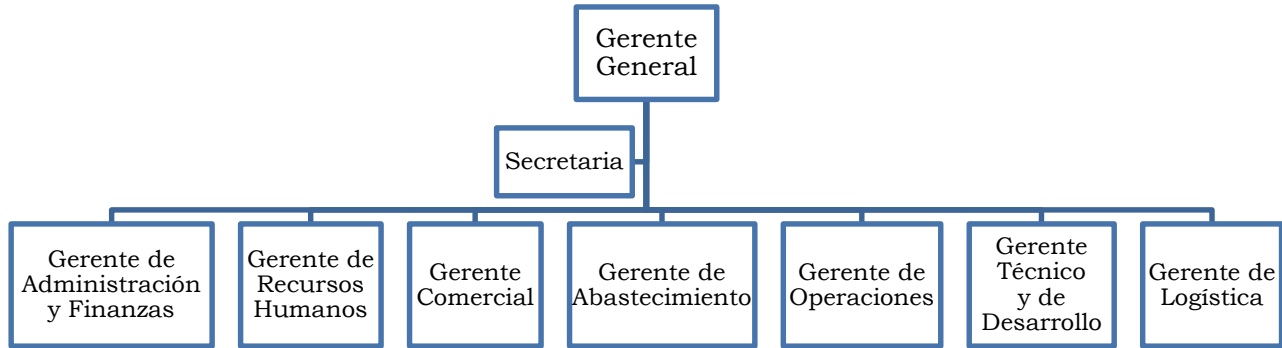 Gerente
General
Secretaria
Gerente de
Administración
y Finanzas
Gerente de
Recursos
Humanos
Gerente
Comercial
Gerente de
Abastecimiento
Gerente de
Operaciones
Gerente
Técnico
y de
Desarrollo
Gerente de
Logística